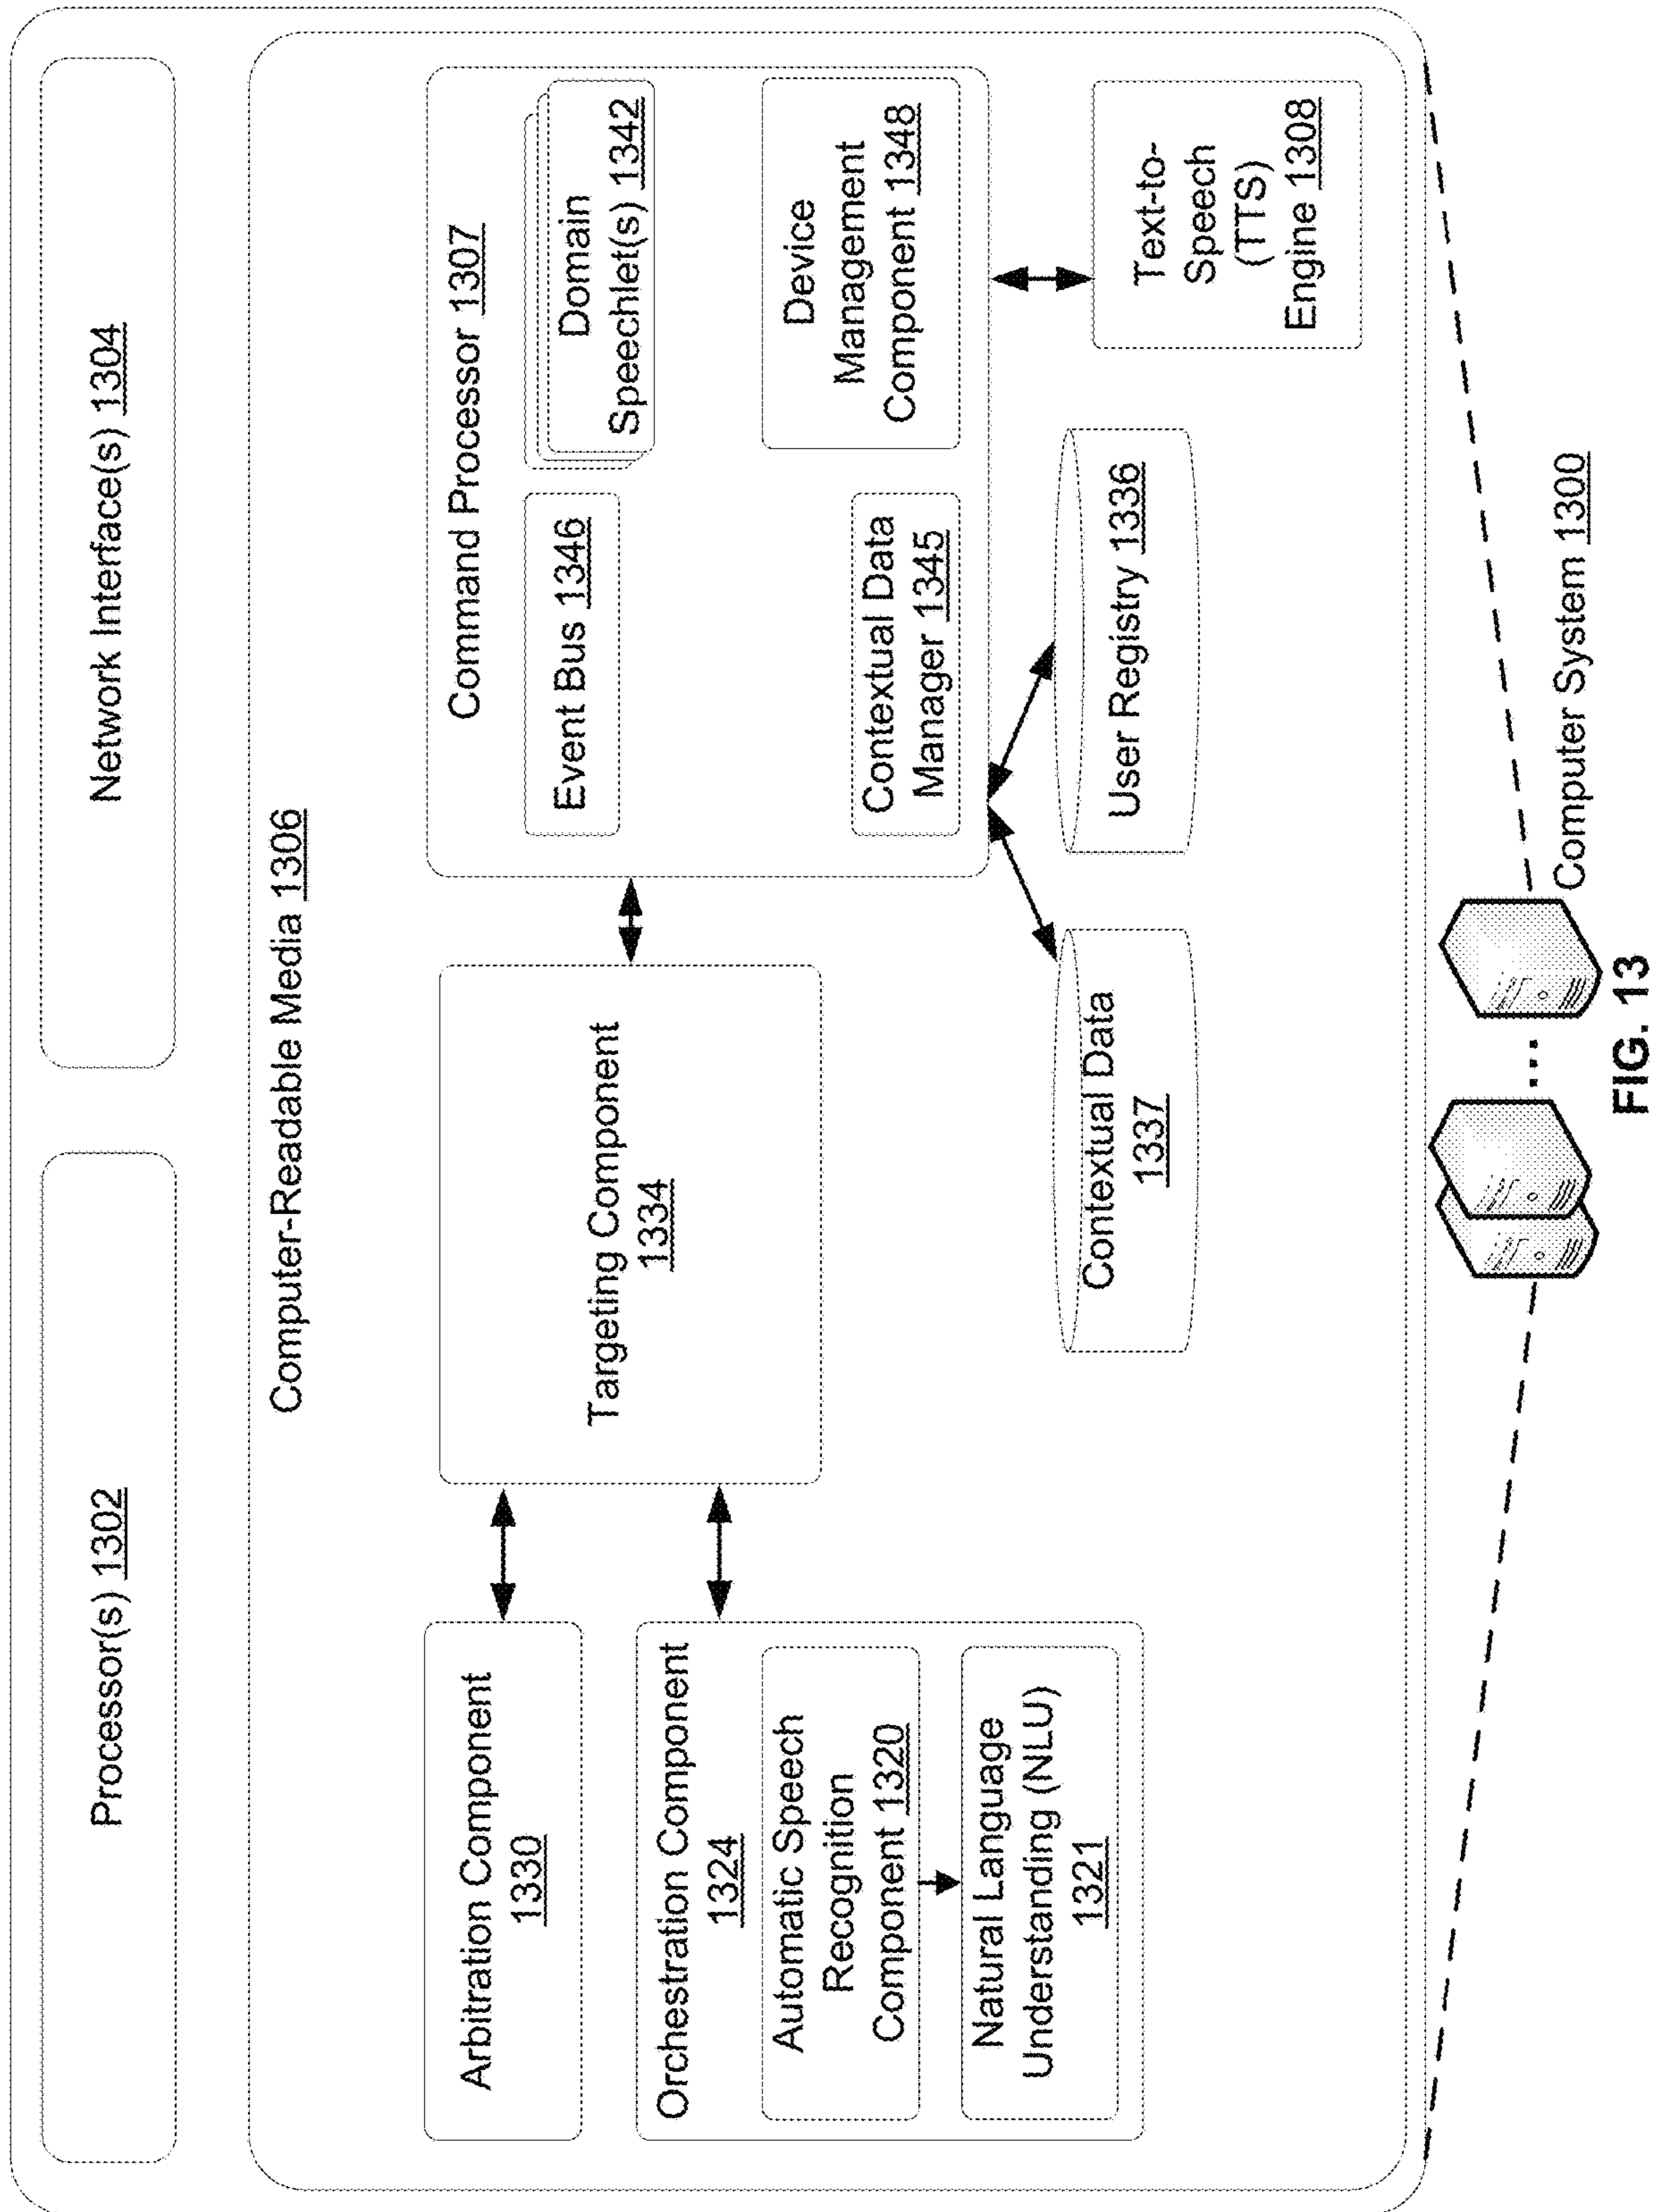 Processor(s) 1302
Network Interface(s) 1304
Computer-Readable Media 1306
Arbitration Component
1330
Orchestration Component
1324
Automatic Speech
Recognition
Component 1320
Natural Language
Understanding (NLU)
1321
Targeting Component
1334
Command Processor 1307
Event Bus 1346
Domain
Speechlet(s) 1342
Contextual Data
Manager 1345
Device
Management
Component 1348
Contextual Data
1337
User Registry 1336
Text-to-
Speech
(TTS)
Engine 1308
...
Computer System 1300
FIG. 13